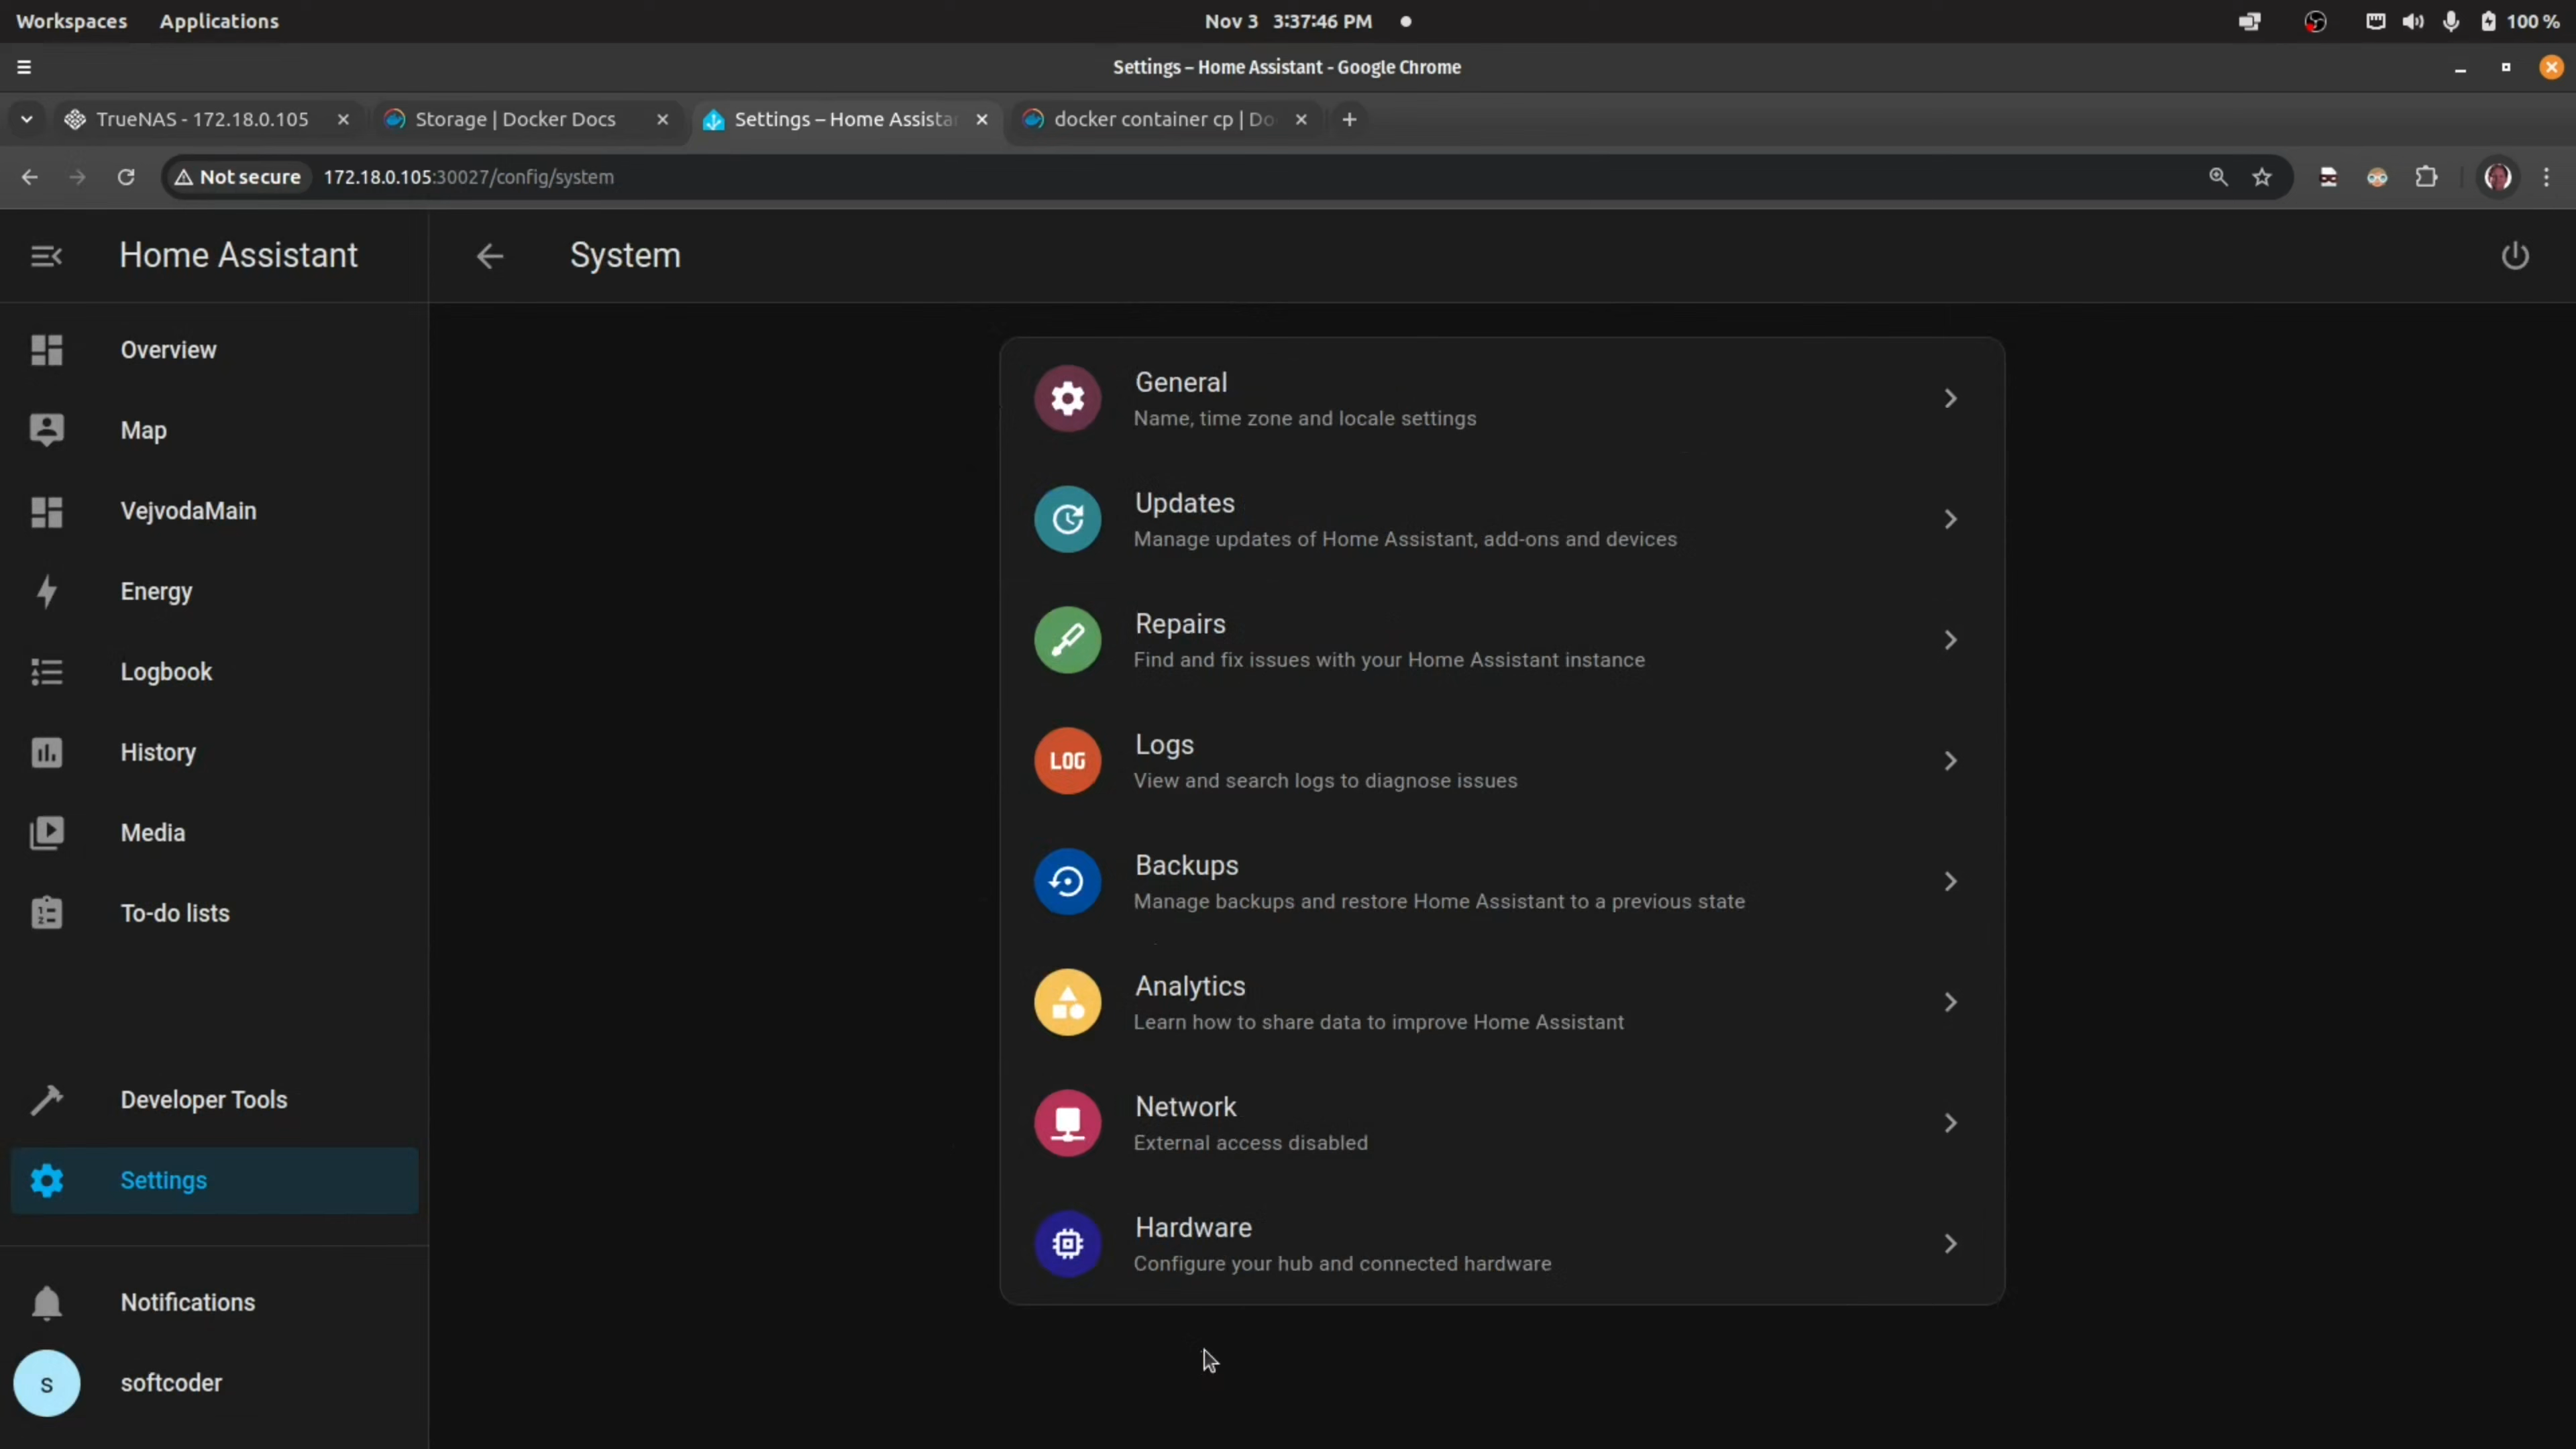 Workspaces Applications Nov 3 3:37:46 PM 100 %
Settings – Home Assistant - Google Chrome
TrueNAS - 172.18.0.105 Storage | Docker Docs Settings – Home Assista docker container cp | Do
Not secure 172.18.0.105:30027/config/system
Home Assistant System
Overview
Map
VejvodaMain
Energy
Logbook
History
Media
To-do lists
Developer Tools
Settings
Notifications
s softcoder
General
Name, time zone and locale settings
Updates
Manage updates of Home Assistant, add-ons and devices
Repairs
Find and fix issues with your Home Assistant instance
LOG Logs
View and search logs to diagnose issues
Backups
Manage backups and restore Home Assistant to a previous state
Analytics
Learn how to share data to improve Home Assistant
Network
External access disabled
Hardware
Configure your hub and connected hardware